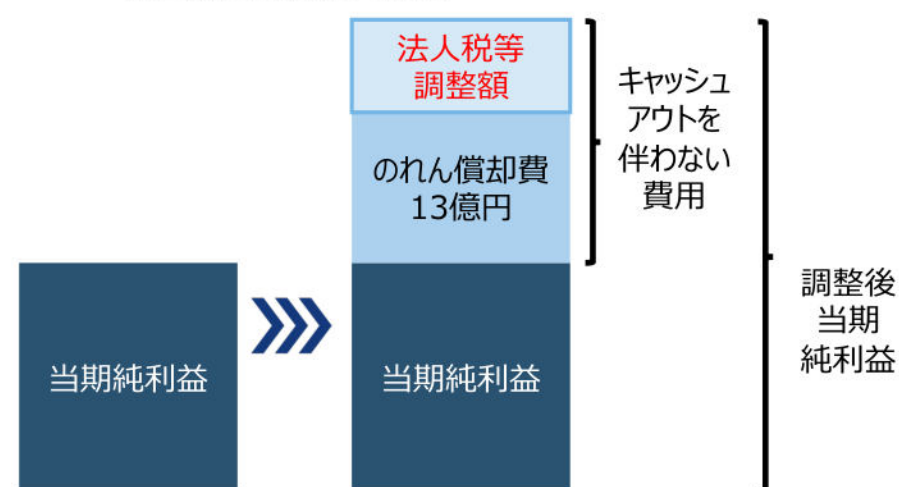 法人税等
調整額
のれん償却費
13億円
キャッシュ
アウトを
伴わない
費用
当期純利益
当期純利益
調整後
当期
純利益